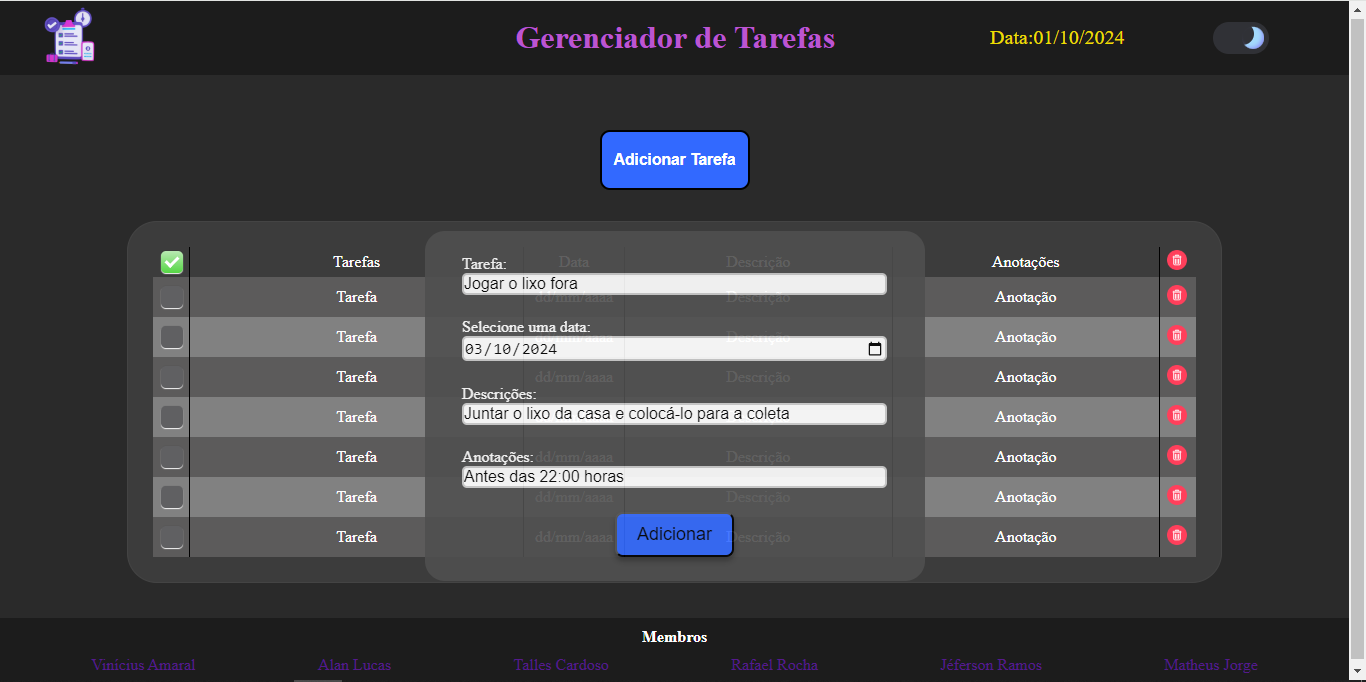 Gerenciador de Tarefas
Data:01/10/2024
Adicionar Tarefa
Tarefas Data Descrição Anotações
Tarefa dd/mm/aaaa Descrição Anotação
Tarefa dd/mm/aaaa Descrição Anotação
Tarefa dd/mm/aaaa Descrição Anotação
Tarefa Anotação
Tarefa dd/mm/aaaa Descrição Anotação
Tarefa dd/mm/aaaa Descrição Anotação
Tarefa dd/mm/aaaa Descrição Anotação
Tarefa:
Jogar o lixo fora
Selecione uma data:
03/10/2024
Descrições:
Juntar o lixo da casa e colocá-lo para a coleta
Anotações:
Antes das 22:00 horas
Adicionar
Membros
Vinicius Amaral Alan Lucas Talles Cardoso Rafael Rocha Jéferson Ramos Matheus Jorge